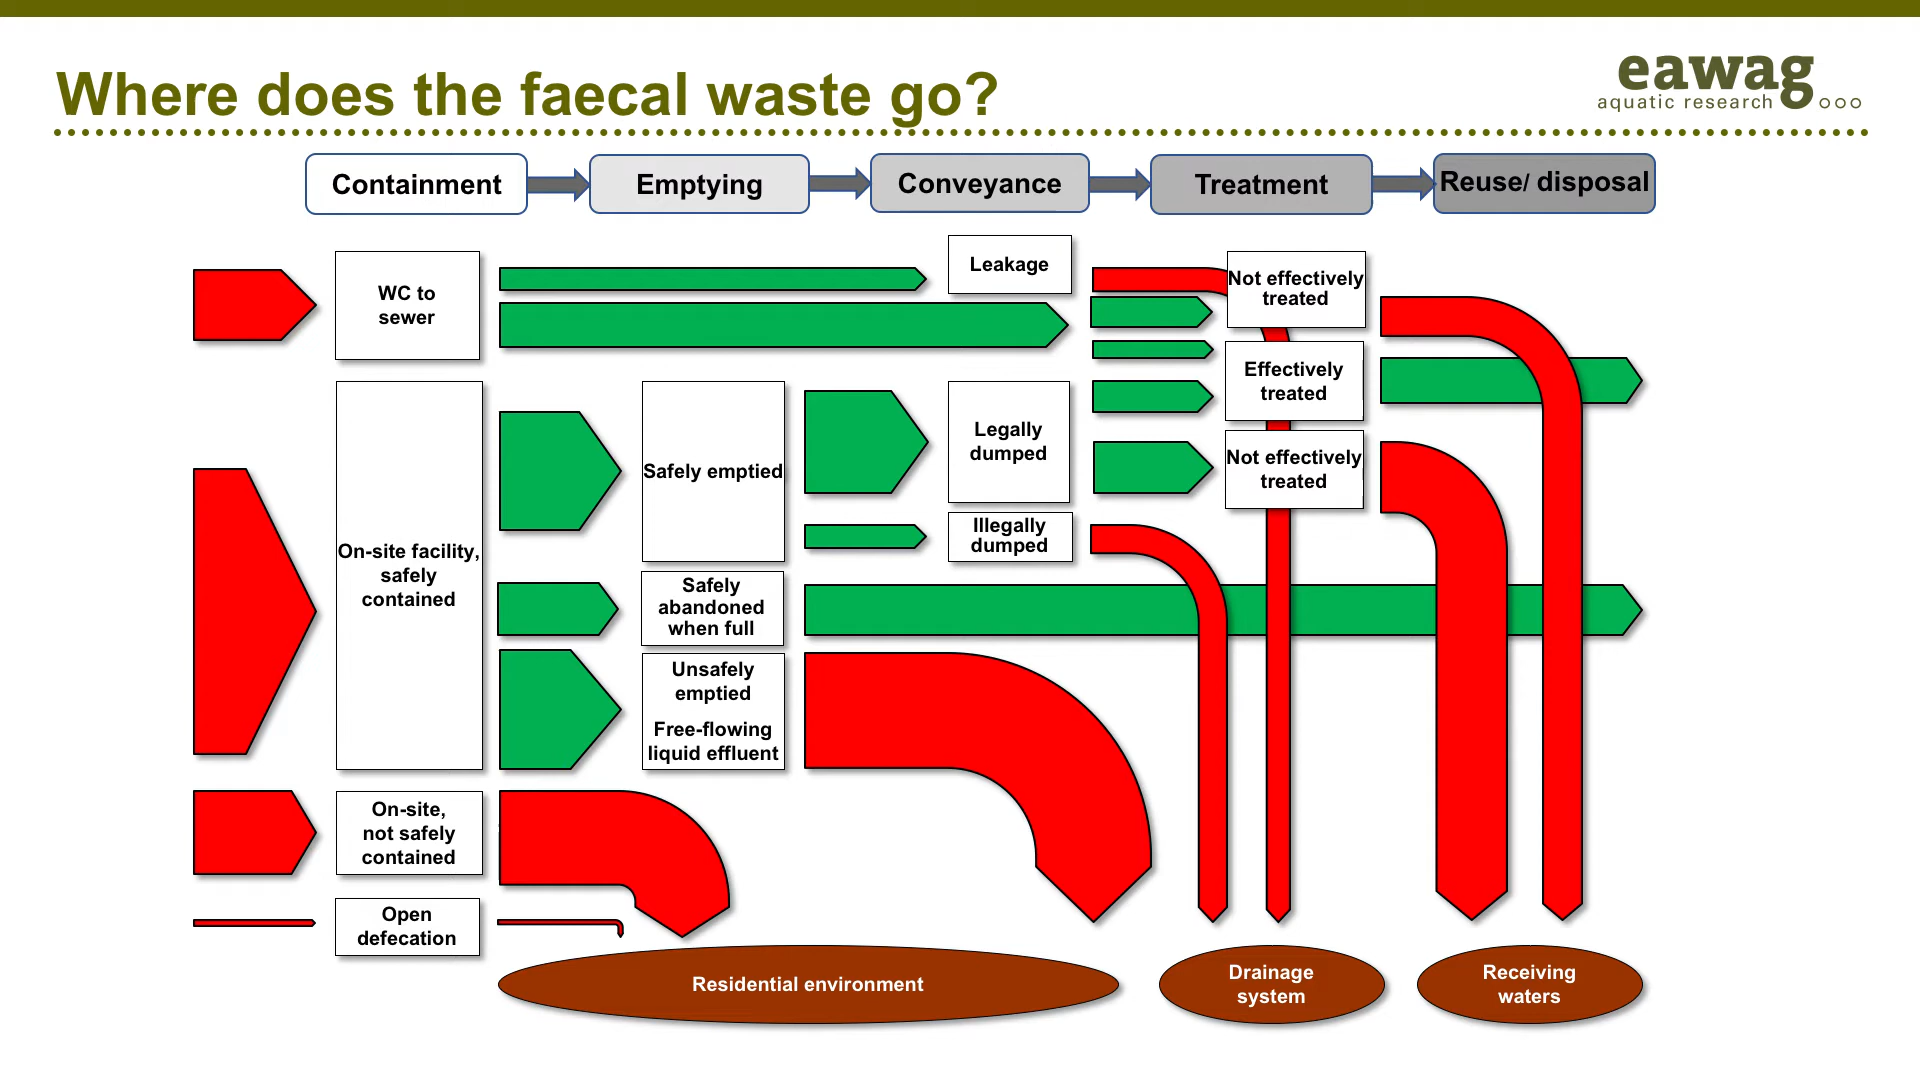 Where does the faecal waste go?
eawag
aquatic research
Containment
Emptying
Conveyance
Treatment
Reuse/ disposal
WC to
sewer
Leakage
Not effectively
treated
Effectively
treated
On-site facility,
safely
contained
Safely emptied
Legally
dumped
Not effectively
treated
Illegally
dumped
Safely
abandoned
when full
Unsafely
emptied
Free-flowing
liquid effluent
On-site,
not safely
contained
Open
defecation
Residential environment
Drainage
system
Receiving
waters